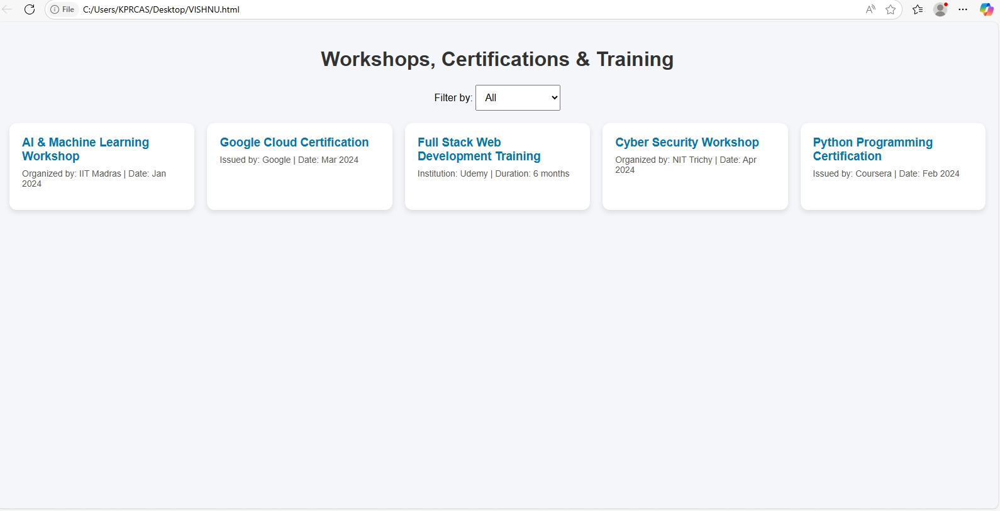 File C:/Users/KPRCAS/Desktop/VISHNU.html
Workshops, Certifications & Training
Filter by: All
AI & Machine Learning
Workshop
Organized by: IIT Madras | Date: Jan
2024
Google Cloud Certification
Issued by: Google | Date: Mar 2024
Full Stack Web
Development Training
Institution: Udemy | Duration: 6 months
Cyber Security Workshop
Organized by: NIT Trichy | Date: Apr
2024
Python Programming
Certification
Issued by: Coursera | Date: Feb 2024